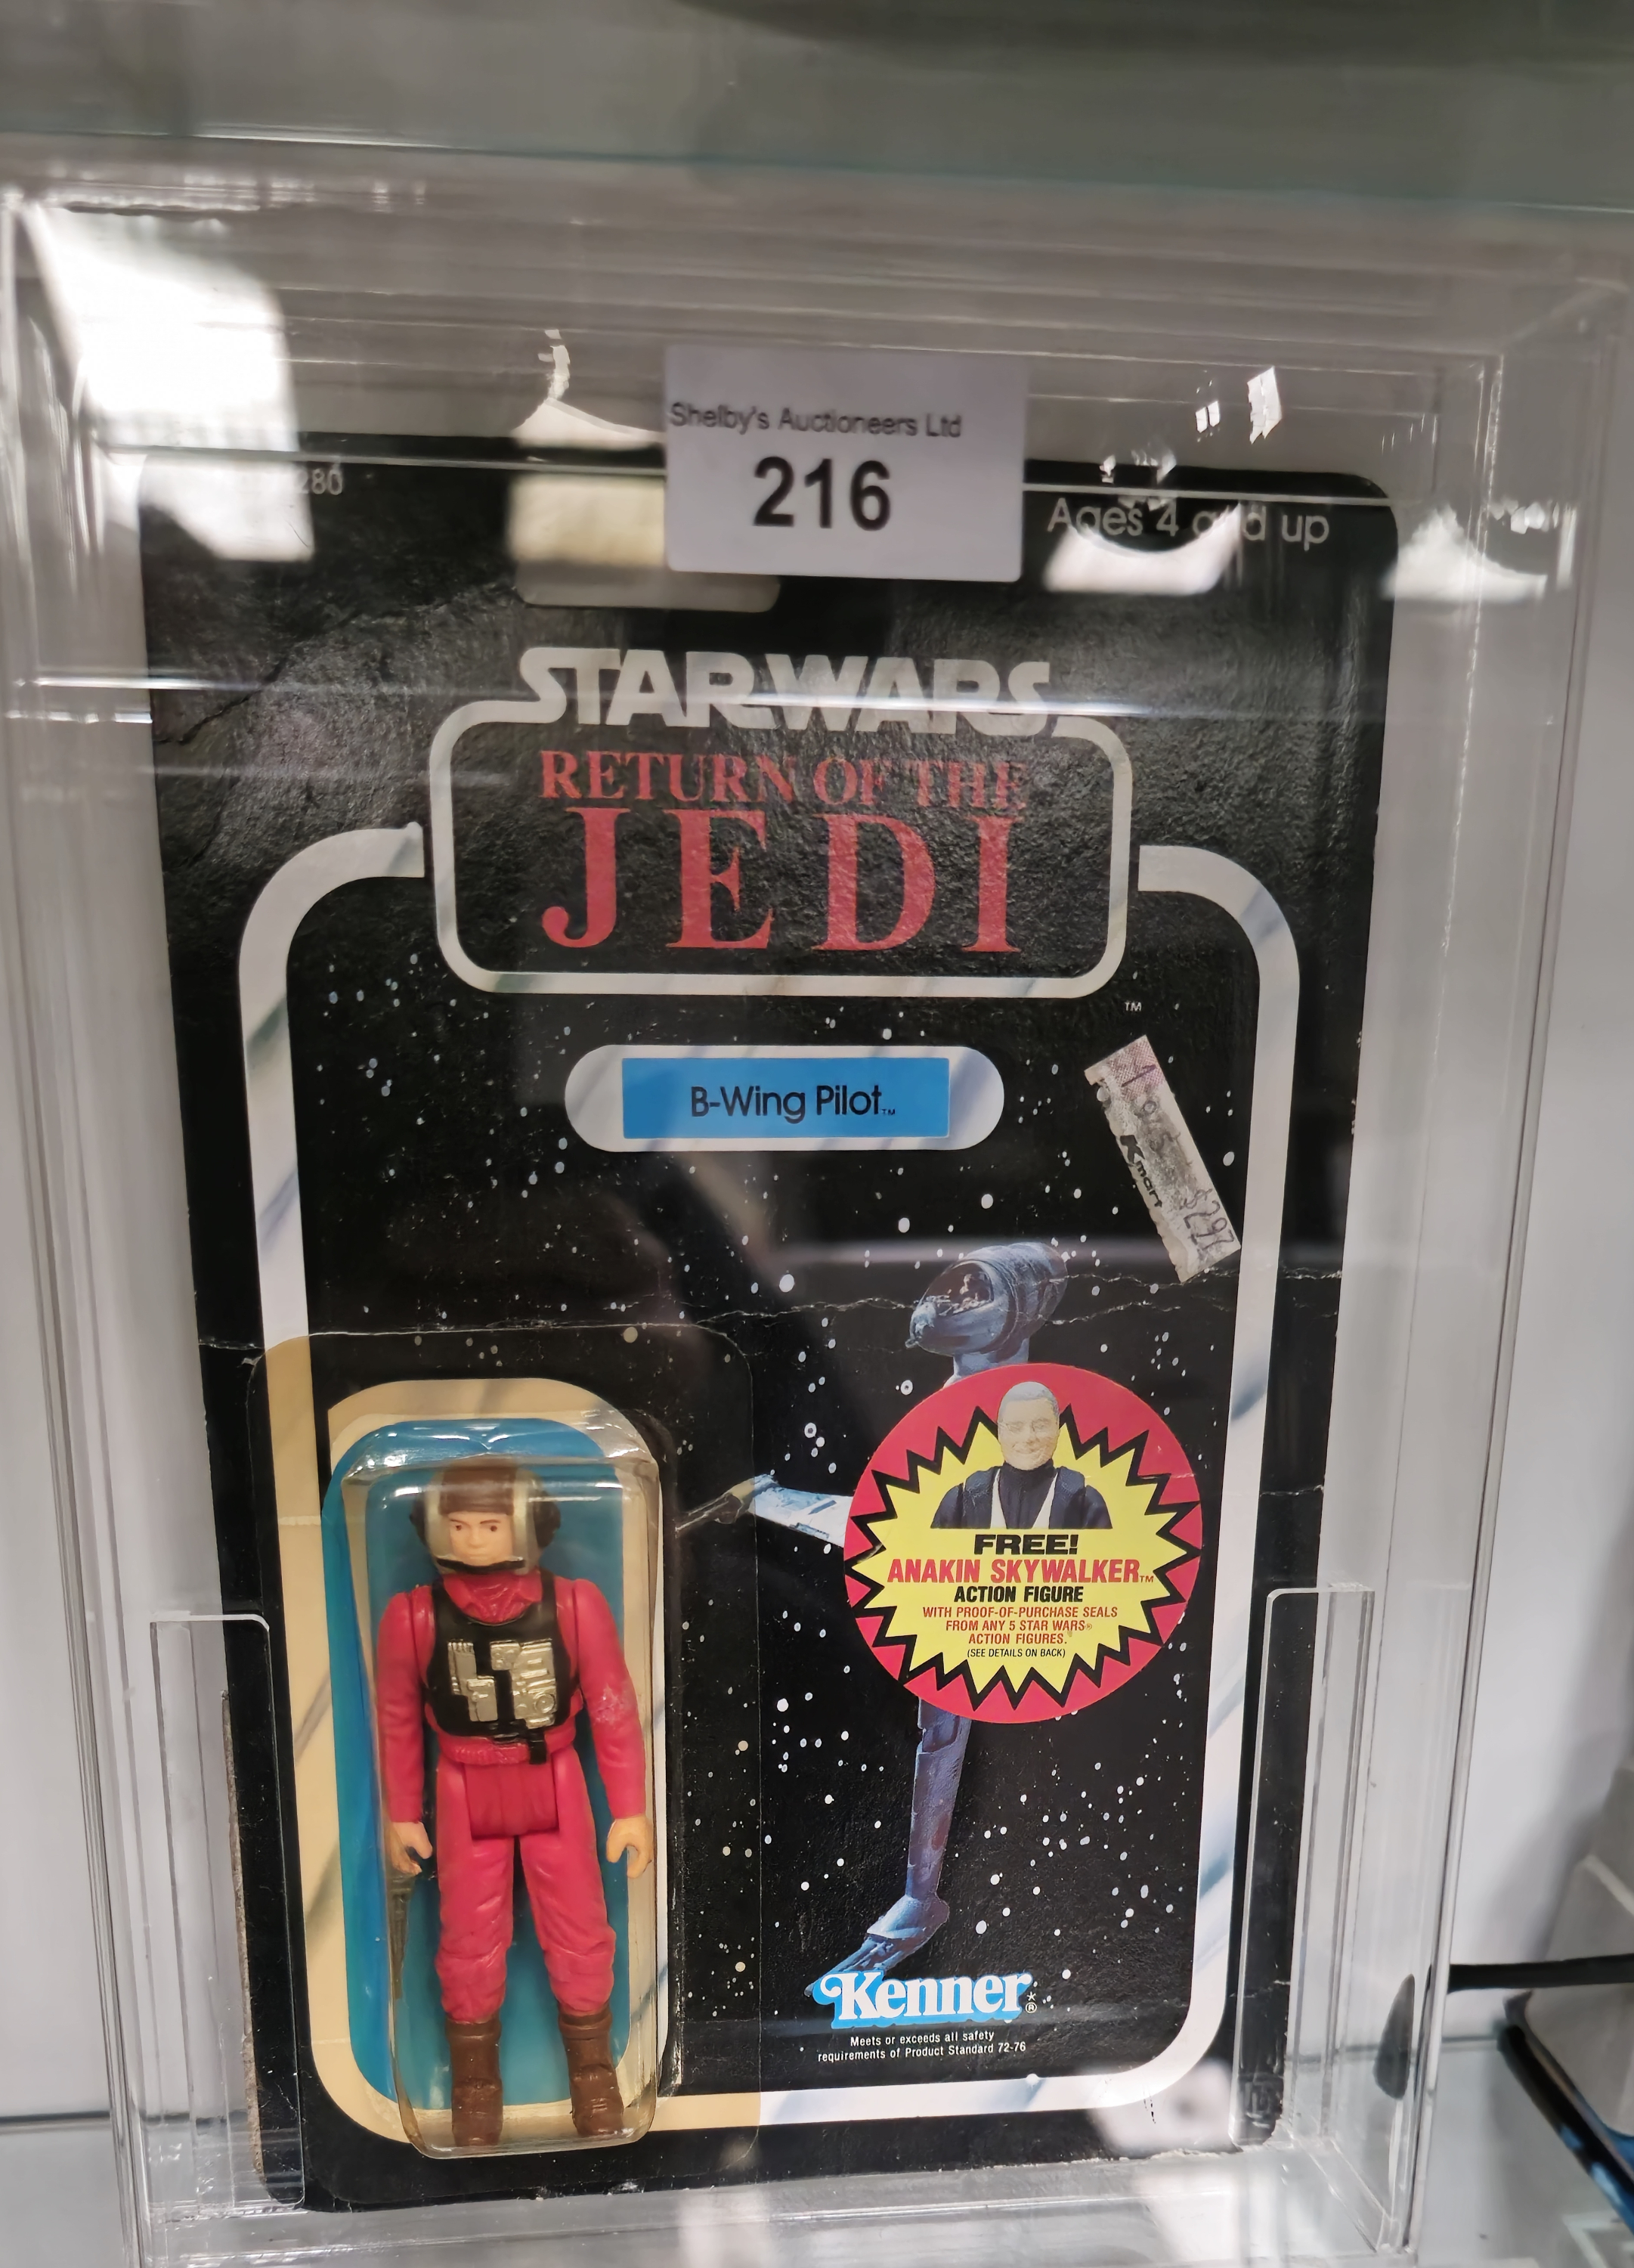 Shelby's Auctioneers Ltd
216
280
Ages 4 and up
STAR WARS
RETURN OF THE
JEDI
TM
B-Wing Pilot TM
Kmart
FREE!
ANAKIN SKYWALKER TM
ACTION FIGURE
WITH PROOF-OF-PURCHASE SEALS
FROM ANY 5 STAR WARS®
ACTION FIGURES.
(SEE DETAILS ON BACK)
Kenner ®
Meets or exceeds all safety
requirements of Product Standard 72-76